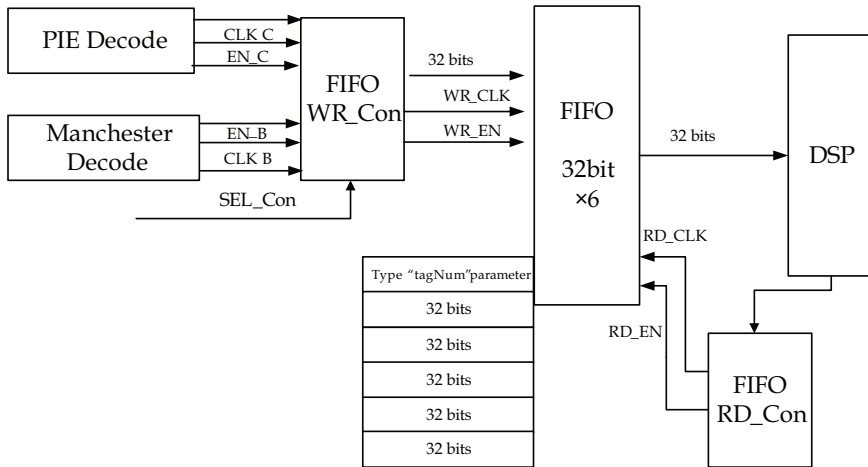 PIE Decode
CLK C
EN_C
Manchester
Decode
EN_B
CLK B
SEL_Con
FIFO
WR_Con
32 bits
WR_CLK
WR_EN
FIFO
32bit
×6
32 bits
DSP
RD_CLK
RD_EN
FIFO
RD_Con
Type “tagNum”parameter
32 bits
32 bits
32 bits
32 bits
32 bits